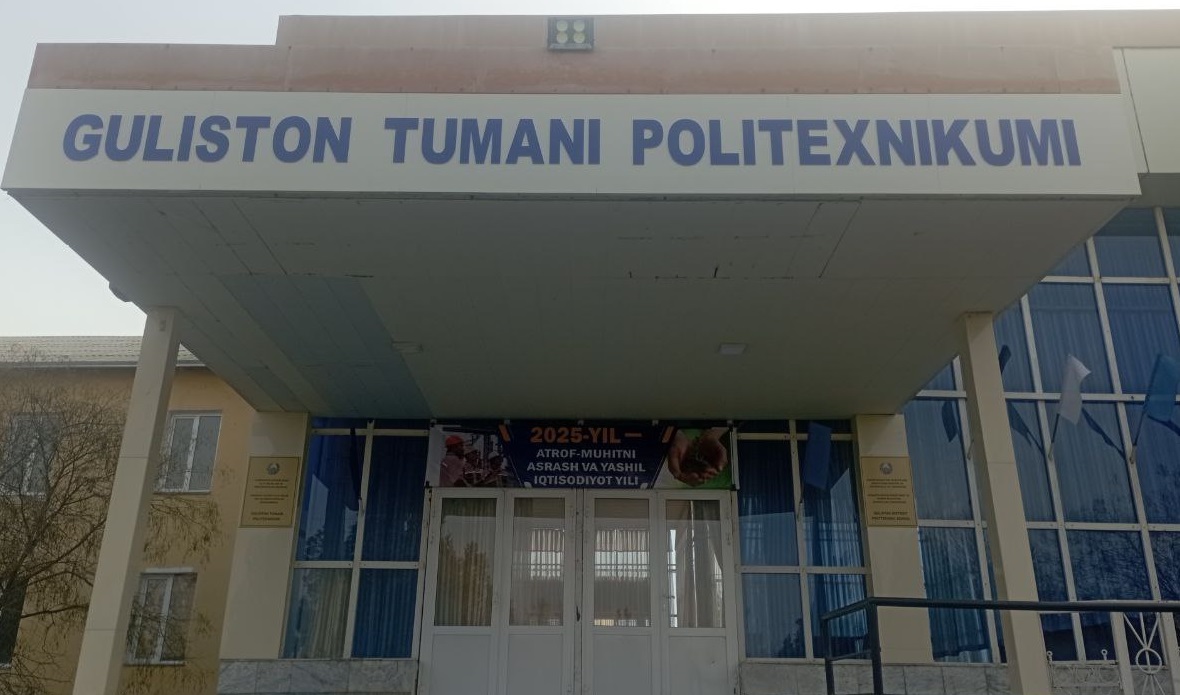 GULISTON TUMANI POLITEXNIKUMI
2025-YIL –
ATROF-MUHITNI
ASRASH VA YASHIL
IQTISODIYOT YILI